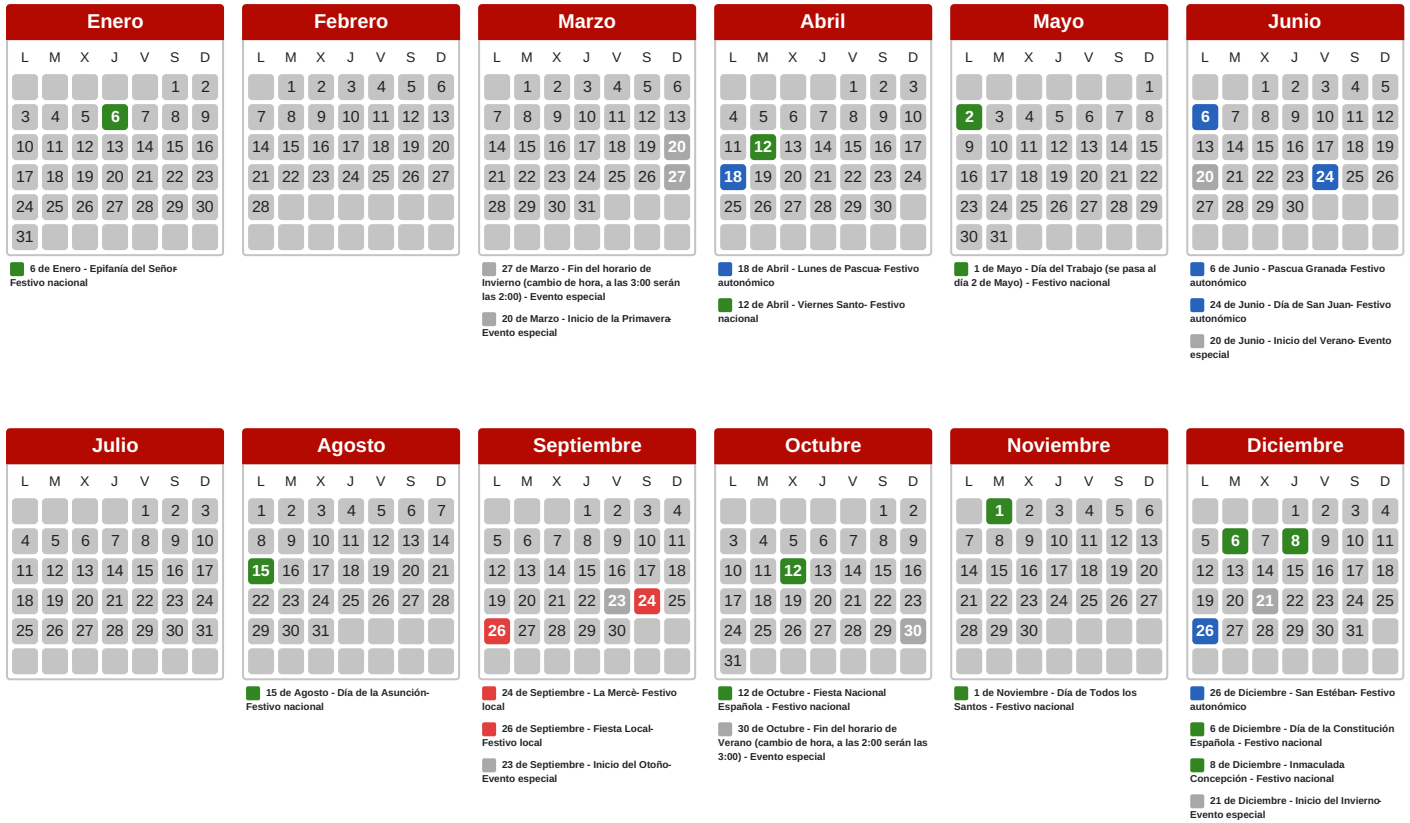 Enero
L M X J V S D
1 2
3 4 5 6 7 8 9
10 11 12 13 14 15 16
17 18 19 20 21 22 23
24 25 26 27 28 29 30
31
6 de Enero - Epifanía del Señor-
Festivo nacional
Febrero
L M X J V S D
1 2 3 4 5 6
7 8 9 10 11 12 13
14 15 16 17 18 19 20
21 22 23 24 25 26 27
28
Marzo
L M X J V S D
1 2 3 4 5 6
7 8 9 10 11 12 13
14 15 16 17 18 19 20
21 22 23 24 25 26 27
28 29 30 31
27 de Marzo - Fin del horario de
Invierno (cambio de hora, a las 3:00 serán
las 2:00) - Evento especial
20 de Marzo - Inicio de la Primavera-
Evento especial
Abril
L M X J V S D
1 2 3
4 5 6 7 8 9 10
11 12 13 14 15 16 17
18 19 20 21 22 23 24
25 26 27 28 29 30
18 de Abril - Lunes de Pascua- Festivo
autonómico
12 de Abril - Viernes Santo- Festivo
nacional
Mayo
L M X J V S D
1
2 3 4 5 6 7 8
9 10 11 12 13 14 15
16 17 18 19 20 21 22
23 24 25 26 27 28 29
30 31
1 de Mayo - Día del Trabajo (se pasa al
día 2 de Mayo) - Festivo nacional
Junio
L M X J V S D
1 2 3 4 5
6 7 8 9 10 11 12
13 14 15 16 17 18 19
20 21 22 23 24 25 26
27 28 29 30
6 de Junio - Pascua Granada- Festivo
autonómico
24 de Junio - Día de San Juan- Festivo
autonómico
20 de Junio - Inicio del Verano- Evento
especial
Julio
L M X J V S D
1 2 3
4 5 6 7 8 9 10
11 12 13 14 15 16 17
18 19 20 21 22 23 24
25 26 27 28 29 30 31
Agosto
L M X J V S D
1 2 3 4 5 6 7
8 9 10 11 12 13 14
15 16 17 18 19 20 21
22 23 24 25 26 27 28
29 30 31
15 de Agosto - Día de la Asunción-
Festivo nacional
Septiembre
L M X J V S D
1 2 3 4
5 6 7 8 9 10 11
12 13 14 15 16 17 18
19 20 21 22 23 24 25
26 27 28 29 30
24 de Septiembre - La Mercè- Festivo
local
26 de Septiembre - Fiesta Local-
Festivo local
23 de Septiembre - Inicio del Otoño-
Evento especial
Octubre
L M X J V S D
1 2
3 4 5 6 7 8 9
10 11 12 13 14 15 16
17 18 19 20 21 22 23
24 25 26 27 28 29 30
31
12 de Octubre - Fiesta Nacional
Española - Festivo nacional
30 de Octubre - Fin del horario de
Verano (cambio de hora, a las 2:00 serán las
3:00) - Evento especial
Noviembre
L M X J V S D
1 2 3 4 5 6
7 8 9 10 11 12 13
14 15 16 17 18 19 20
21 22 23 24 25 26 27
28 29 30
1 de Noviembre - Día de Todos los
Santos - Festivo nacional
Diciembre
L M X J V S D
1 2 3 4
5 6 7 8 9 10 11
12 13 14 15 16 17 18
19 20 21 22 23 24 25
26 27 28 29 30 31
26 de Diciembre - San Estéban- Festivo
autonómico
6 de Diciembre - Día de la Constitución
Española - Festivo nacional
8 de Diciembre - Inmaculada
Concepción - Festivo nacional
21 de Diciembre - Inicio del Invierno-
Evento especial